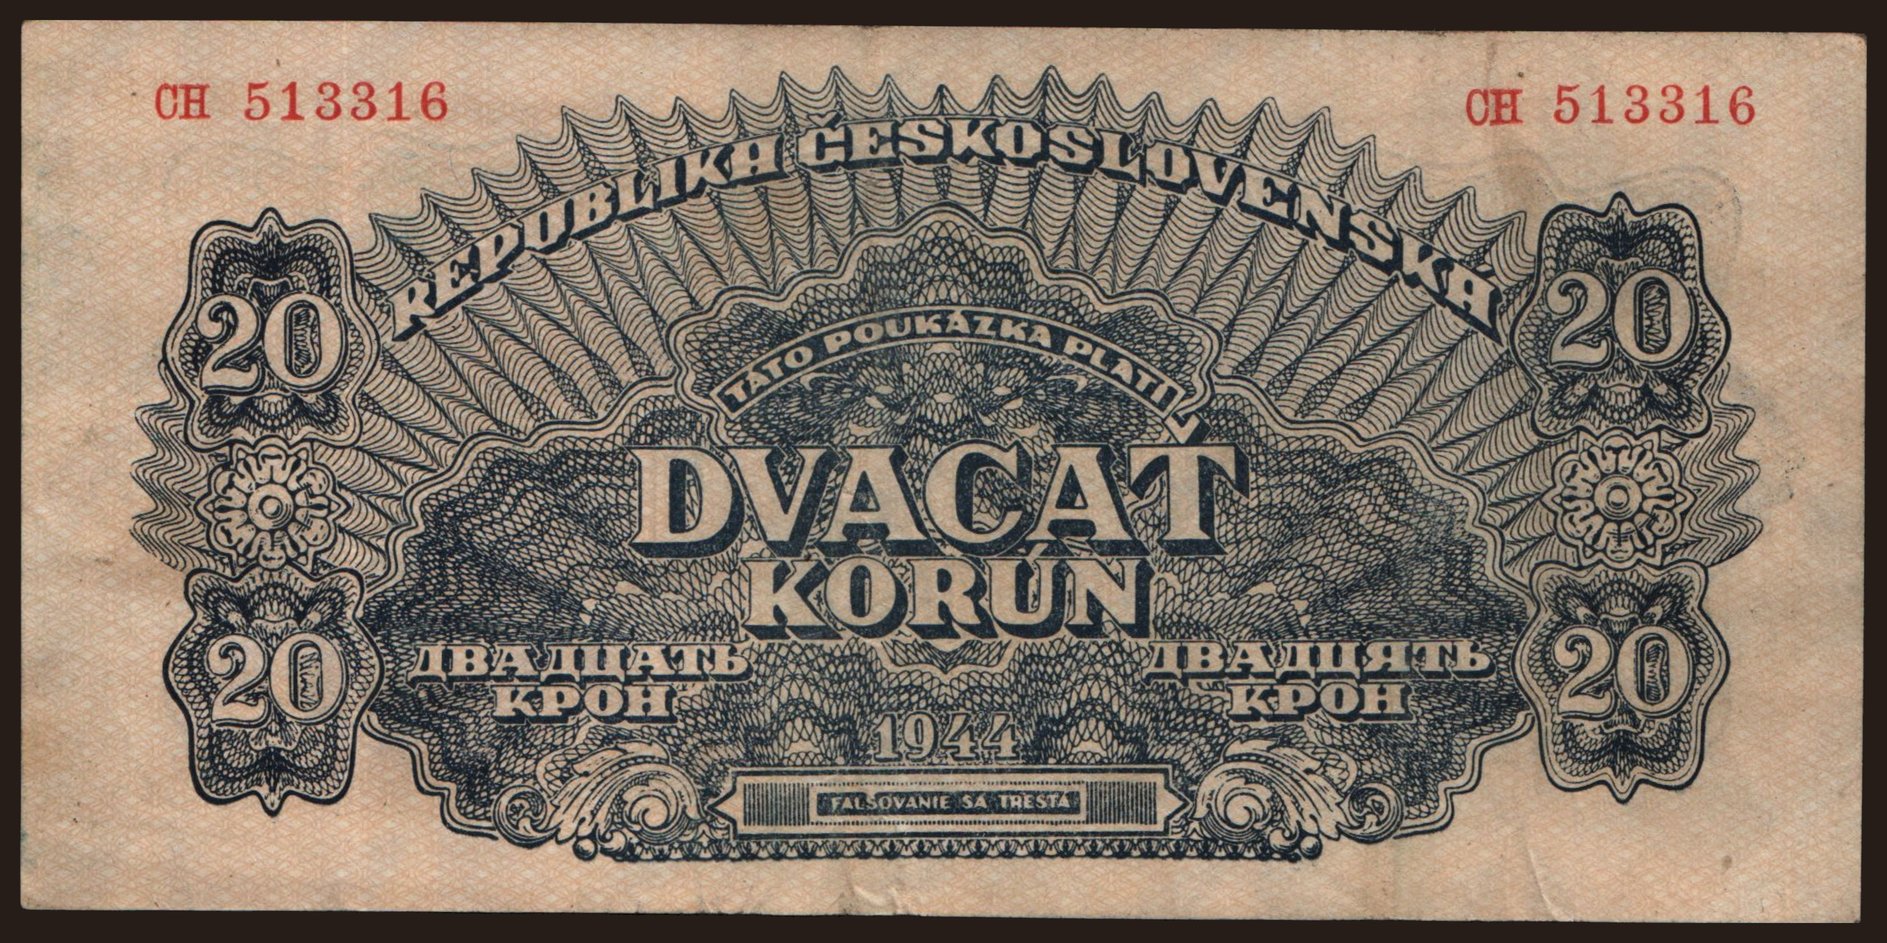 CH 513316
CH 513316
REPUBLIKA ČESKOSLOVENSKÁ
20
20
TÁTO POUKÁZKA PLATÍ
DVACAŤ
KORÚN
ДВАДЦАТЬ
КРОН
ДВАДЦЯТЬ
КРОН
20
20
1944
FALŠOVANIE SA TRESTÁ